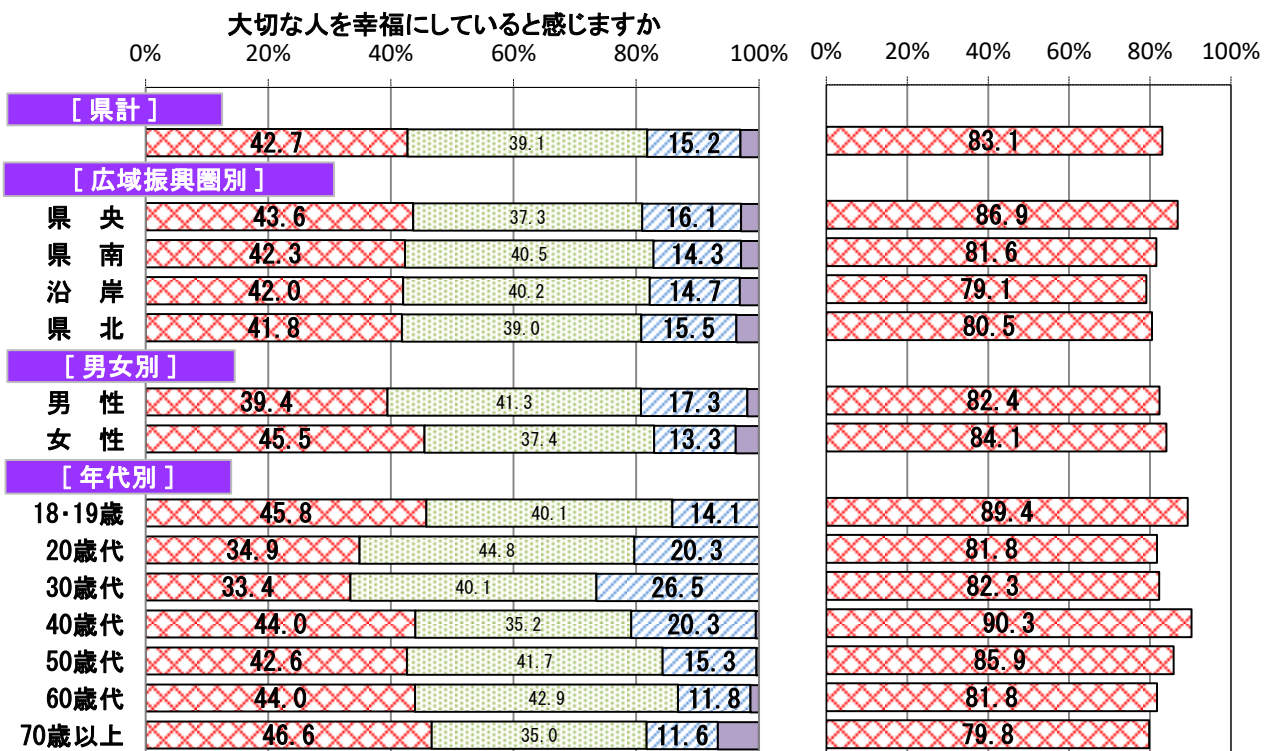 大切な人を幸福にしていると感じますか
0% 20% 40% 60% 80% 100% 0% 20% 40% 60% 80% 100%
[ 県計 ]
42.7 39.1 15.2 83.1
[ 広域振興圏別 ]
県 央 43.6 37.3 16.1 86.9
県 南 42.3 40.5 14.3 81.6
沿 岸 42.0 40.2 14.7 79.1
県 北 41.8 39.0 15.5 80.5
[ 男女別 ]
男 性 39.4 41.3 17.3 82.4
女 性 45.5 37.4 13.3 84.1
[ 年代別 ]
18・19歳 45.8 40.1 14.1 89.4
20歳代 34.9 44.8 20.3 81.8
30歳代 33.4 40.1 26.5 82.3
40歳代 44.0 35.2 20.3 90.3
50歳代 42.6 41.7 15.3 85.9
60歳代 44.0 42.9 11.8 81.8
70歳以上 46.6 35.0 11.6 79.8